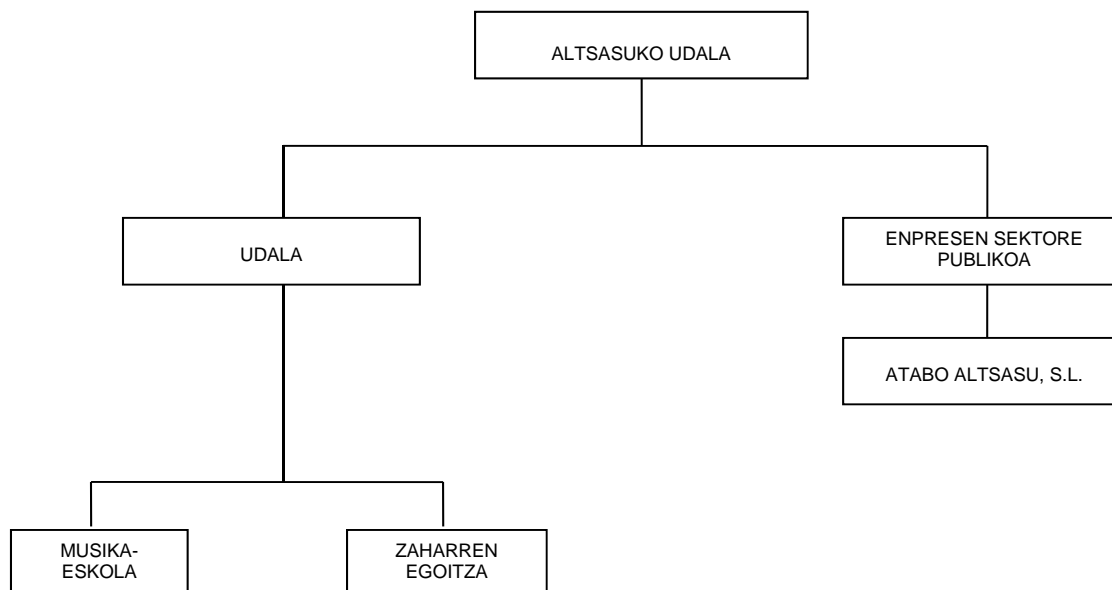 ALTSASUKO UDALA
UDALA
ENPRESEN SEKTORE
PUBLIKOA
ATABO ALTSASU, S.L.
MUSIKA-
ESKOLA
ZAHARREN
EGOITZA